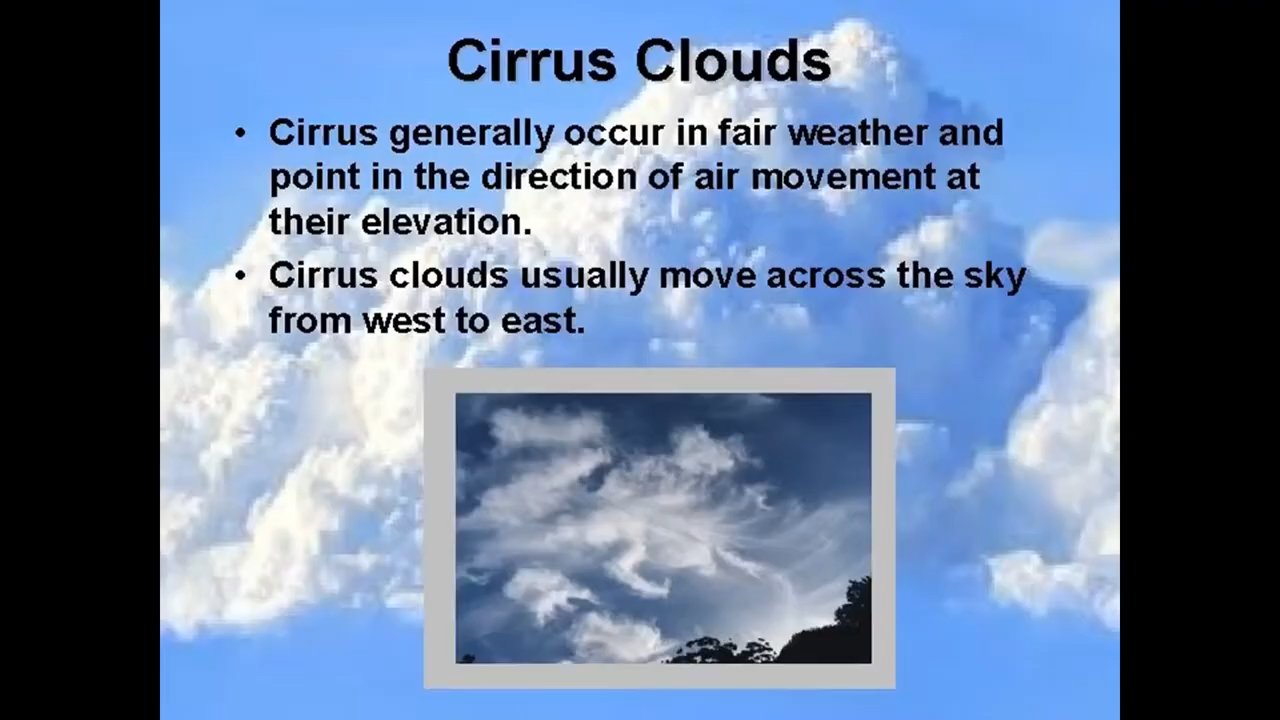 Cirrus Clouds
• Cirrus generally occur in fair weather and
point in the direction of air movement at
their elevation.
• Cirrus clouds usually move across the sky
from west to east.